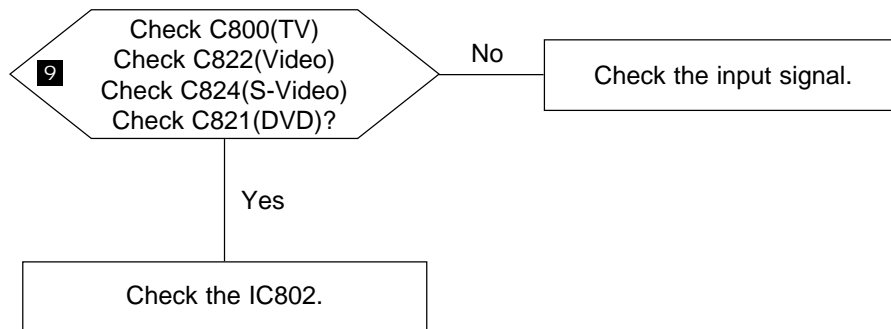 Check C800(TV)
Check C822(Video)
9
Check C824(S-Video)
Check C821(DVD)?
No
Check the input signal.
Yes
Check the IC802.